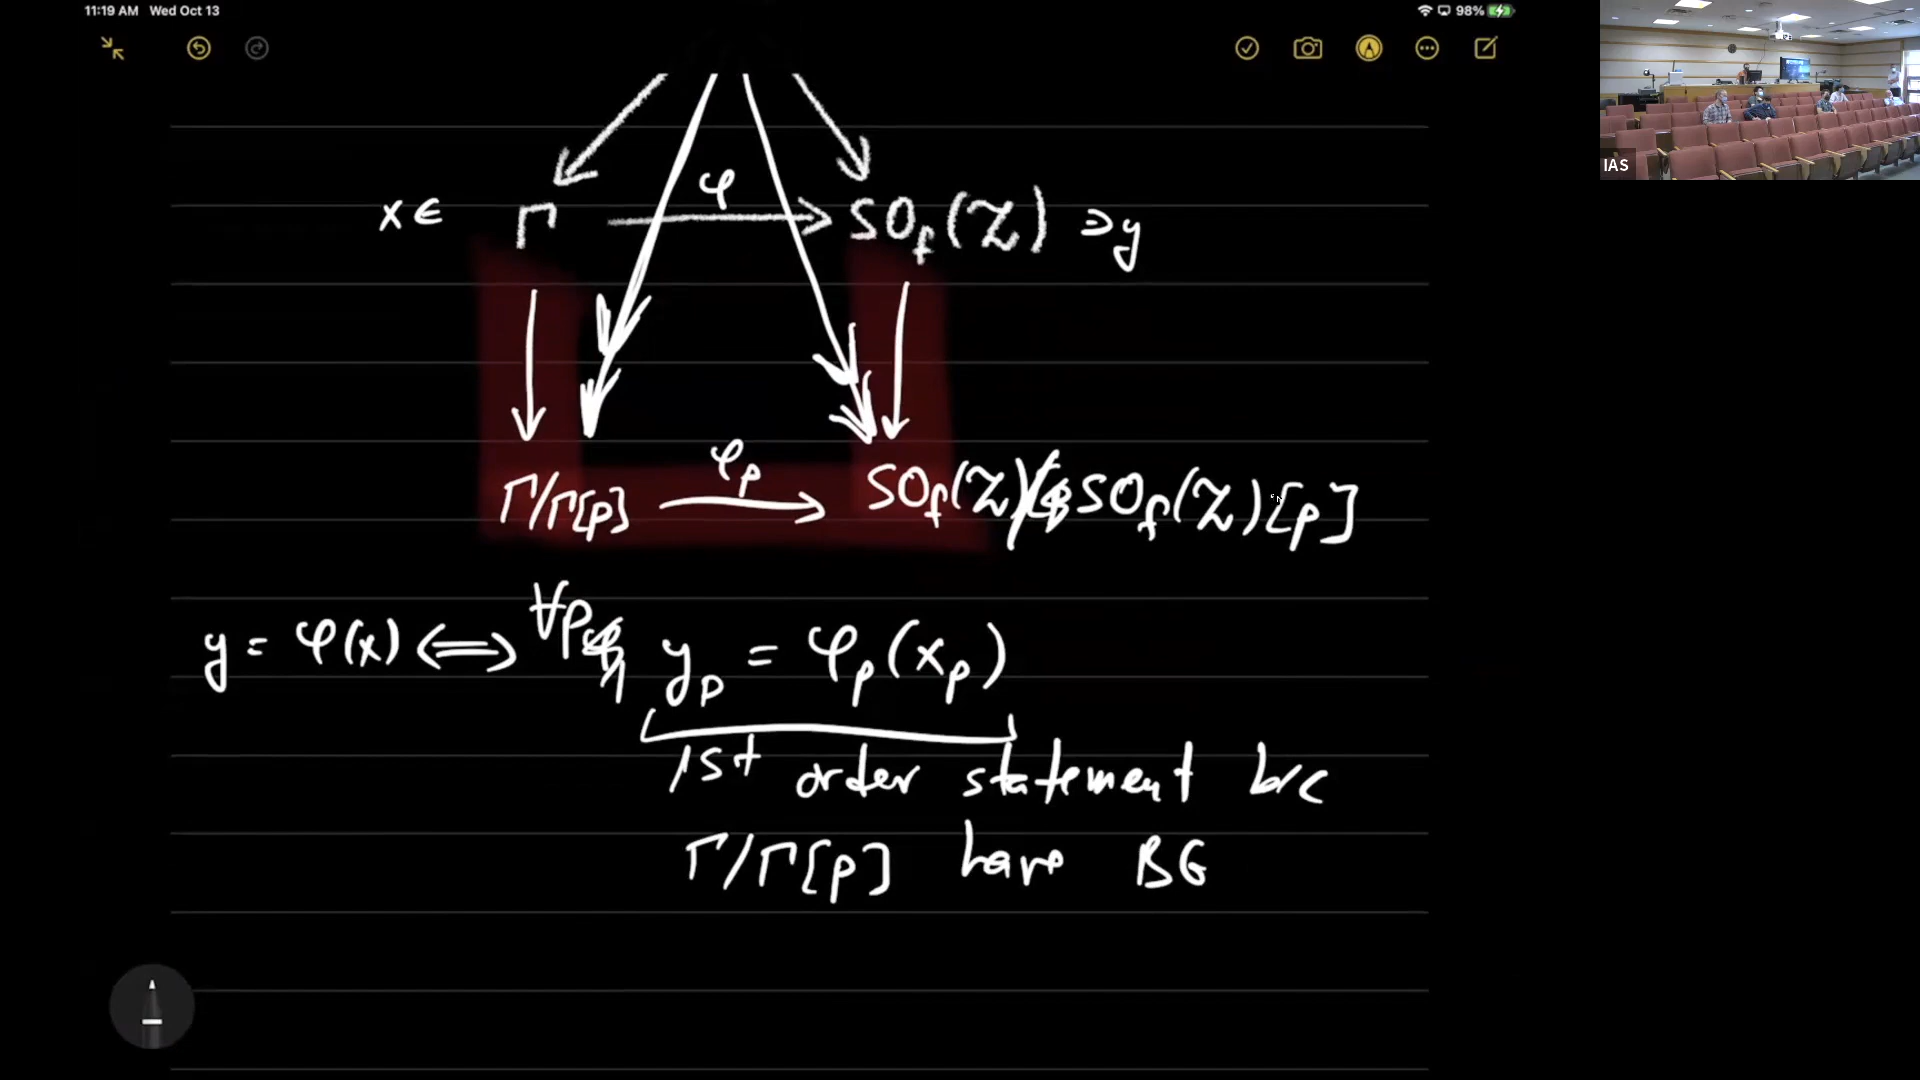 11:19 AM Wed Oct 13
98%
IAS
φ
x ∈ Γ → SO_f(ℤ) ∋ y
φ_p
Γ/Γ[p] → SO_f(ℤ)/SO_f(ℤ)[p]
y = φ(x) ⟺ ∀p y_p = φ_p(x_p)
1st order statement b/c
Γ/Γ[p] have BG